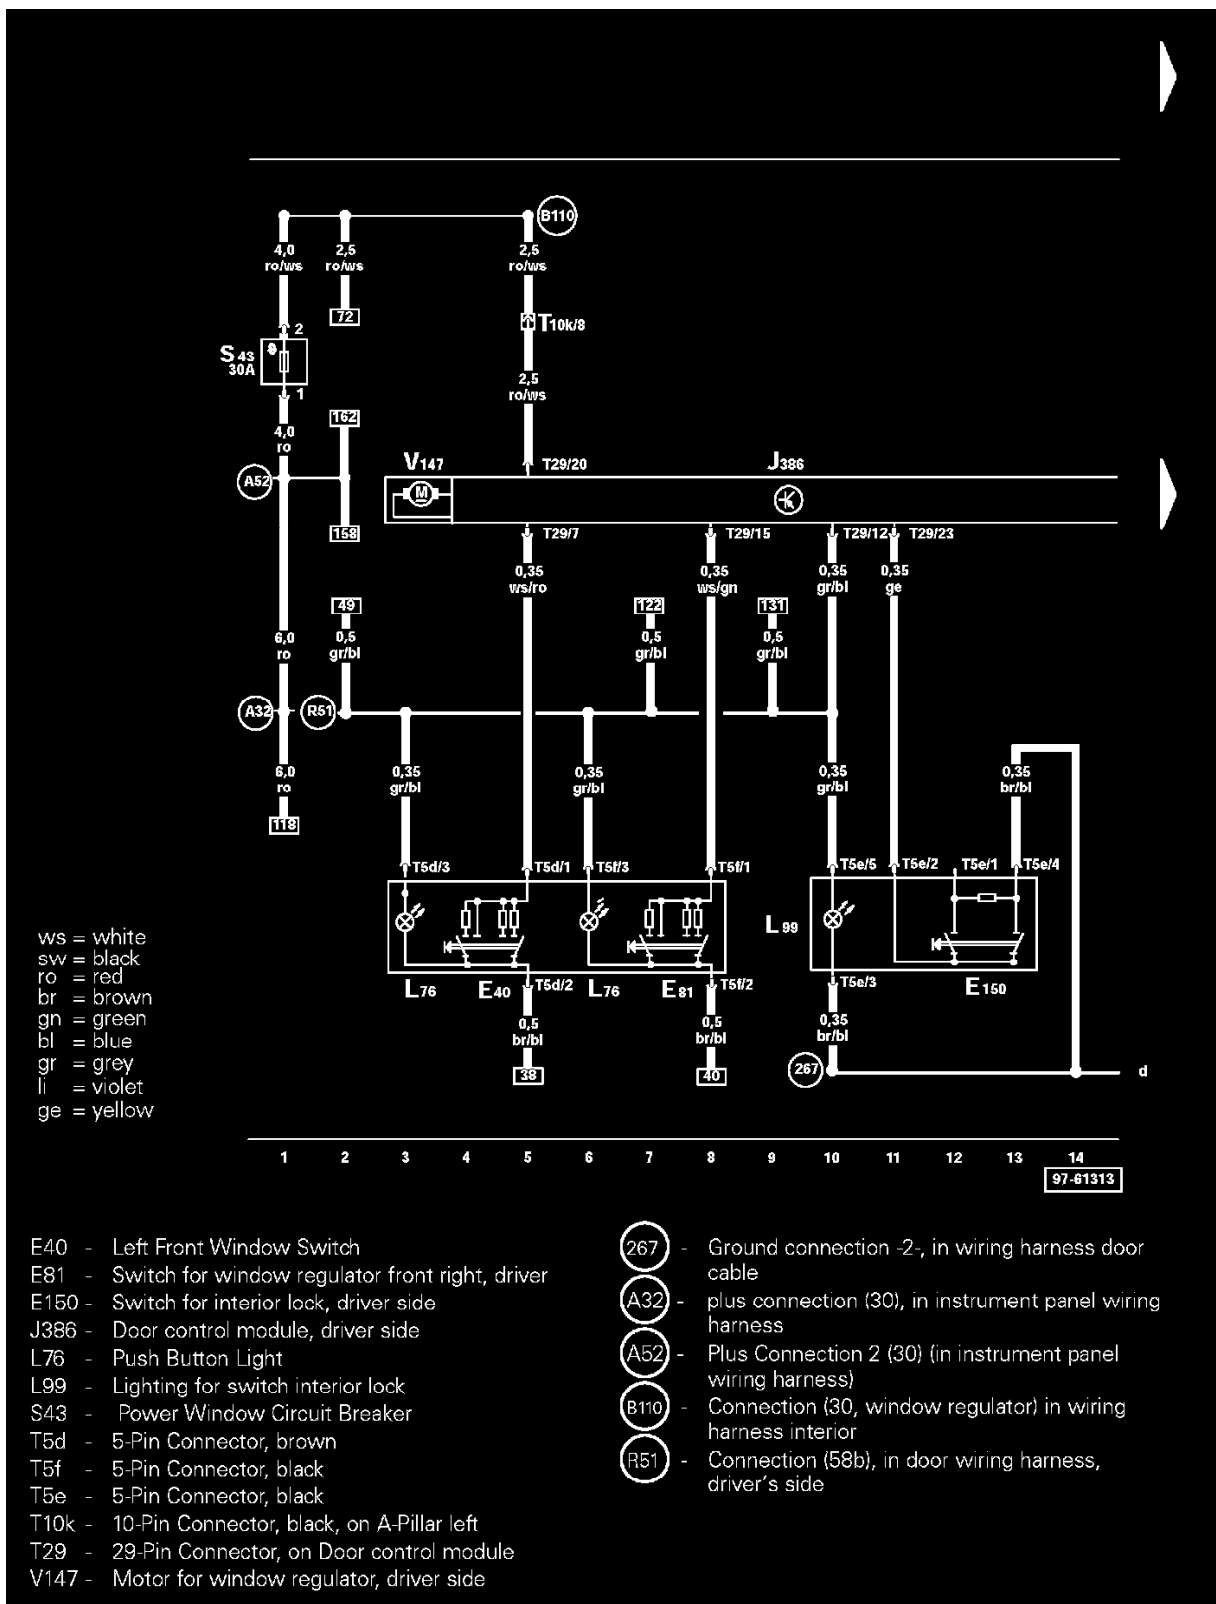 B110
4,0
ro/ws
2,5
ro/ws
2,5
ro/ws
72
T10k/8
2
S 43
30A
1
2,5
ro/ws
162
4,0
ro
V147
T29/20
J386
A52
M
158
T29/7
T29/15
T29/12
T29/23
0,35
ws/ro
0,35
ws/gn
0,35
gr/bl
0,35
ge
49
122
131
6,0
ro
0,5
gr/bl
0,5
gr/bl
0,5
gr/bl
A32
R51
6,0
ro
0,35
gr/bl
0,35
gr/bl
0,35
gr/bl
0,35
br/bl
118
T5d/3
T5d/1
T5f/3
T5f/1
T5e/5
T5e/2
T5e/1
T5e/4
L 99
L76
E40
T5d/2
L76
E81
T5f/2
T5e/3
E150
0,5
br/bl
0,5
br/bl
0,35
br/bl
38
40
267
d
ws = white
sw = black
ro = red
br = brown
gn = green
bl = blue
gr = grey
li = violet
ge = yellow
1 2 3 4 5 6 7 8 9 10 11 12 13 14
97-61313
E40 - Left Front Window Switch
E81 - Switch for window regulator front right, driver
E150 - Switch for interior lock, driver side
J386 - Door control module, driver side
L76 - Push Button Light
L99 - Lighting for switch interior lock
S43 - Power Window Circuit Breaker
T5d - 5-Pin Connector, brown
T5f - 5-Pin Connector, black
T5e - 5-Pin Connector, black
T10k - 10-Pin Connector, black, on A-Pillar left
T29 - 29-Pin Connector, on Door control module
V147 - Motor for window regulator, driver side
267 - Ground connection -2-, in wiring harness door
cable
A32 - plus connection (30), in instrument panel wiring
harness
A52 - Plus Connection 2 (30) (in instrument panel
wiring harness)
B110 - Connection (30, window regulator) in wiring
harness interior
R51 - Connection (58b), in door wiring harness,
driver's side